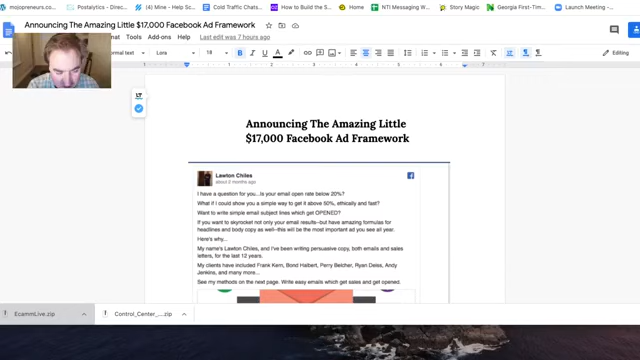 mojopreneurs.co...
Postalytics - Direc...
(4) Mine - Help Sc...
Cold Traffic Chats...
How to Build the S...
Home
NTI Messaging W...
Story Magic
Georgia First-Time...
Launch Meeting -...
Announcing The Amazing Little $17,000 Facebook Ad Framework
Format Tools Add-ons Help Last edit was 7 hours ago
Normal text Lora 18 B I U A Editing
Announcing The Amazing Little
$17,000 Facebook Ad Framework
Lawton Chiles
about 2 months ago
I have a question for you...Is your email open rate below 20%?
What if I could show you a simple way to get it above 50%, ethically and fast?
Want to write simple email subject lines which get OPENED?
If you want to skyrocket not only your email results--but have amazing formulas for
headlines and body copy as well--this will be the most important ad you see all year.
Here's why...
My name's Lawton Chiles, and I've been writing persuasive copy, both emails and sales
letters, for the last 12 years.
My clients have included Frank Kern, Bond Halbert, Perry Belcher, Ryan Deiss, Andy
Jenkins, and many more...
See my methods on the next page. Write easy emails which get sales and get opened.
EcammLive.zip
Control_Center_....zip